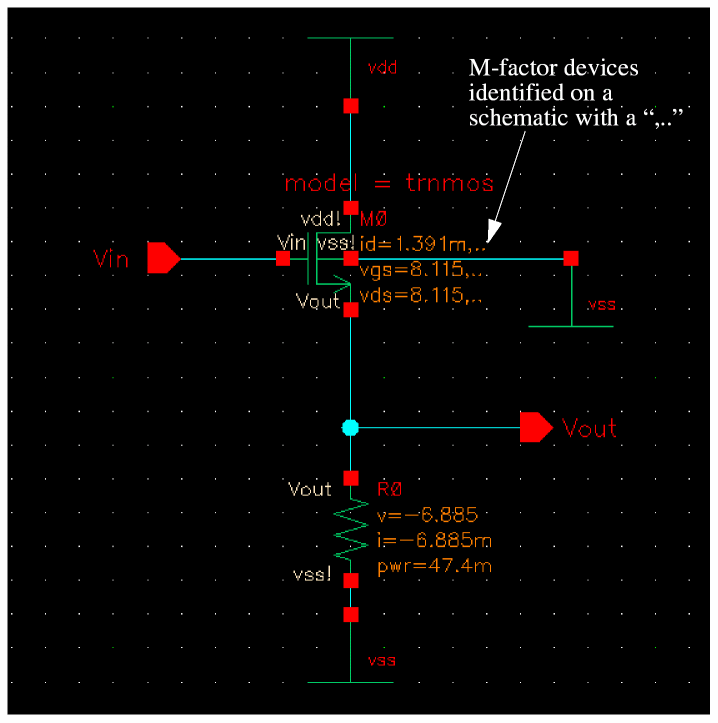 vdd
M-factor devices
identified on a
schematic with a “,..”
model = trnmos
vdd! M0
Vin Vin vss! id=1.391m,..
vgs=8.115,...
Vout vds=8.115,..
vss
Vout
Vout R0
v=-6.885
i=-6.885m
vss! pwr=47.4m
vss